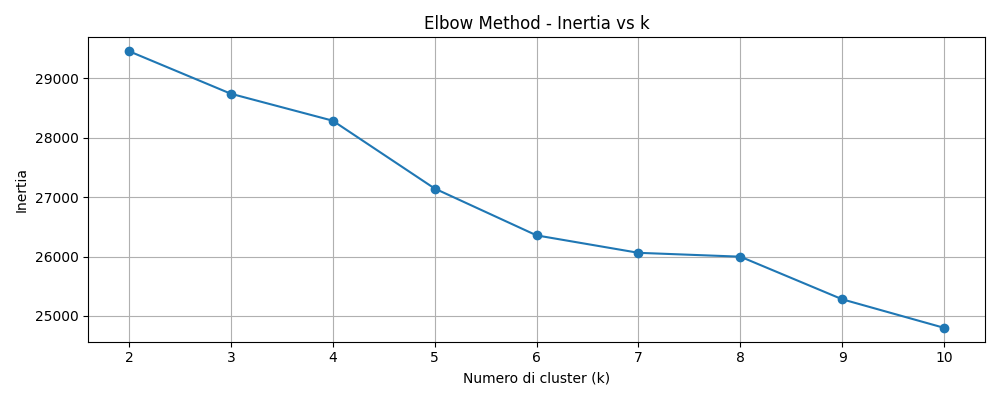 Elbow Method - Inertia vs k
Inertia
29000
28000
27000
26000
25000
2 3 4 5 6 7 8 9 10
Numero di cluster (k)